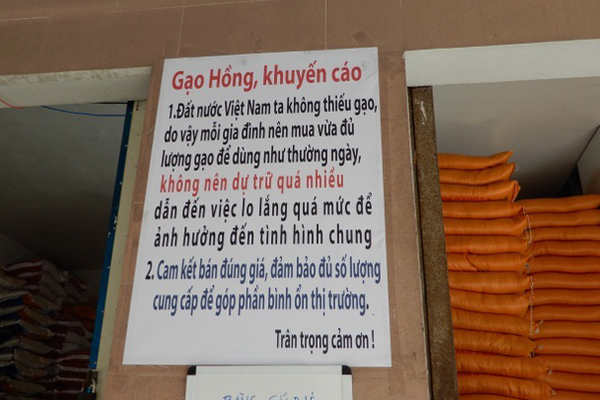 Gạo Hồng, khuyến cáo
1.Đất nước Việt Nam ta không thiếu gạo,
do vậy mỗi gia đình nên mua vừa đủ
lượng gạo để dùng như thường ngày,
không nên dự trữ quá nhiều
dẫn đến việc lo lắng quá mức để
ảnh hưởng đến tình hình chung
2. Cam kết bán đúng giá, đảm bảo đủ số lượng
cung cấp để góp phần bình ổn thị trường.
Trân trọng cảm ơn !